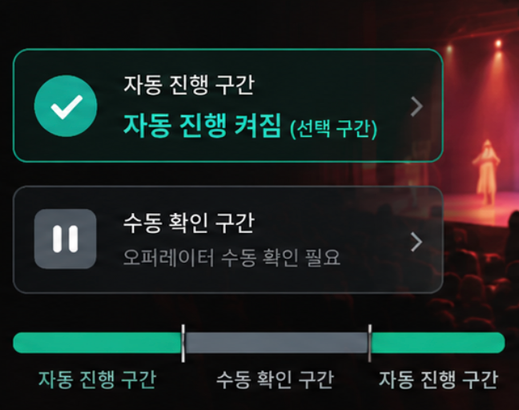 자동 진행 구간
자동 진행 켜짐 (선택 구간)
수동 확인 구간
오퍼레이터 수동 확인 필요
자동 진행 구간 수동 확인 구간 자동 진행 구간